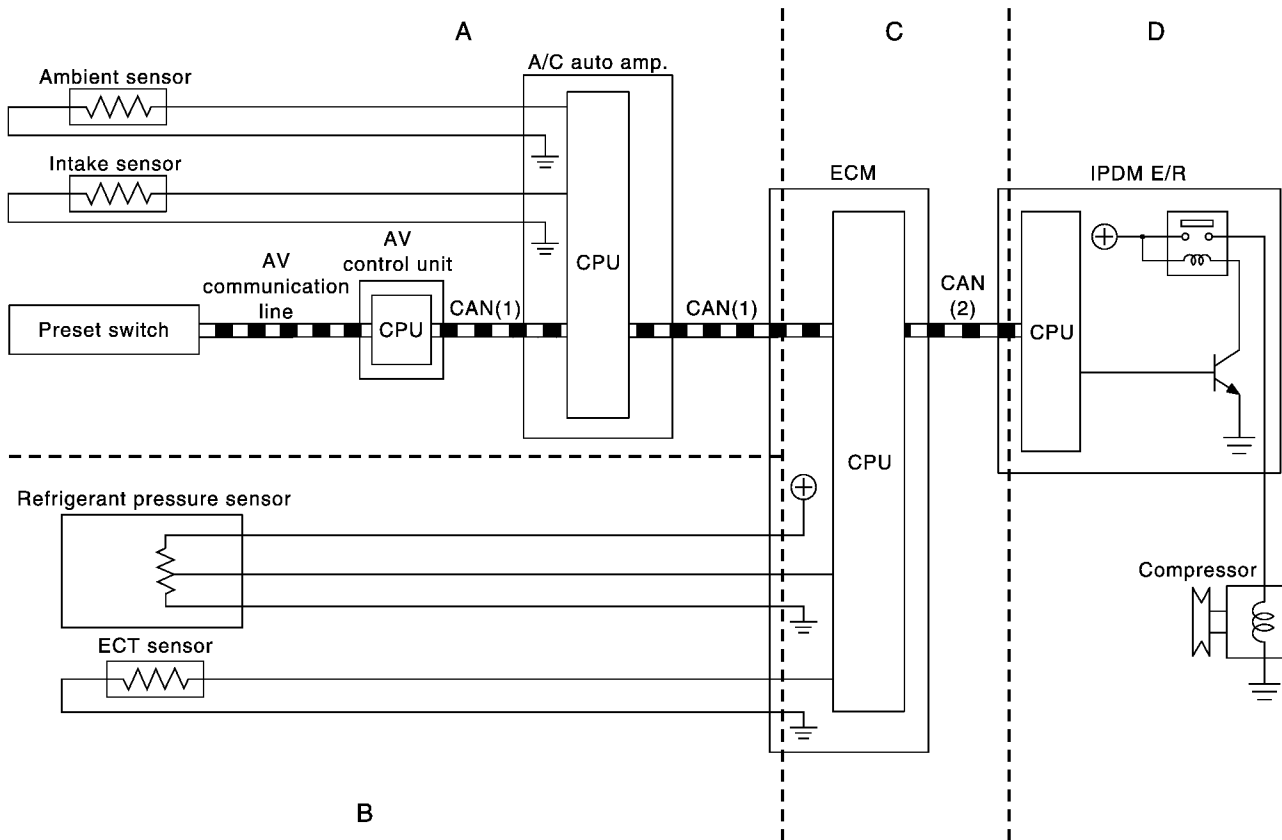 A
C
D
A/C auto amp.
Ambient sensor
Intake sensor
ECM
IPDM E/R
AV
communication
line
AV
control unit
CPU
CAN(1)
CAN(1)
CAN
(2)
Preset switch
CPU
CPU
CPU
Refrigerant pressure sensor
Compressor
ECT sensor
B